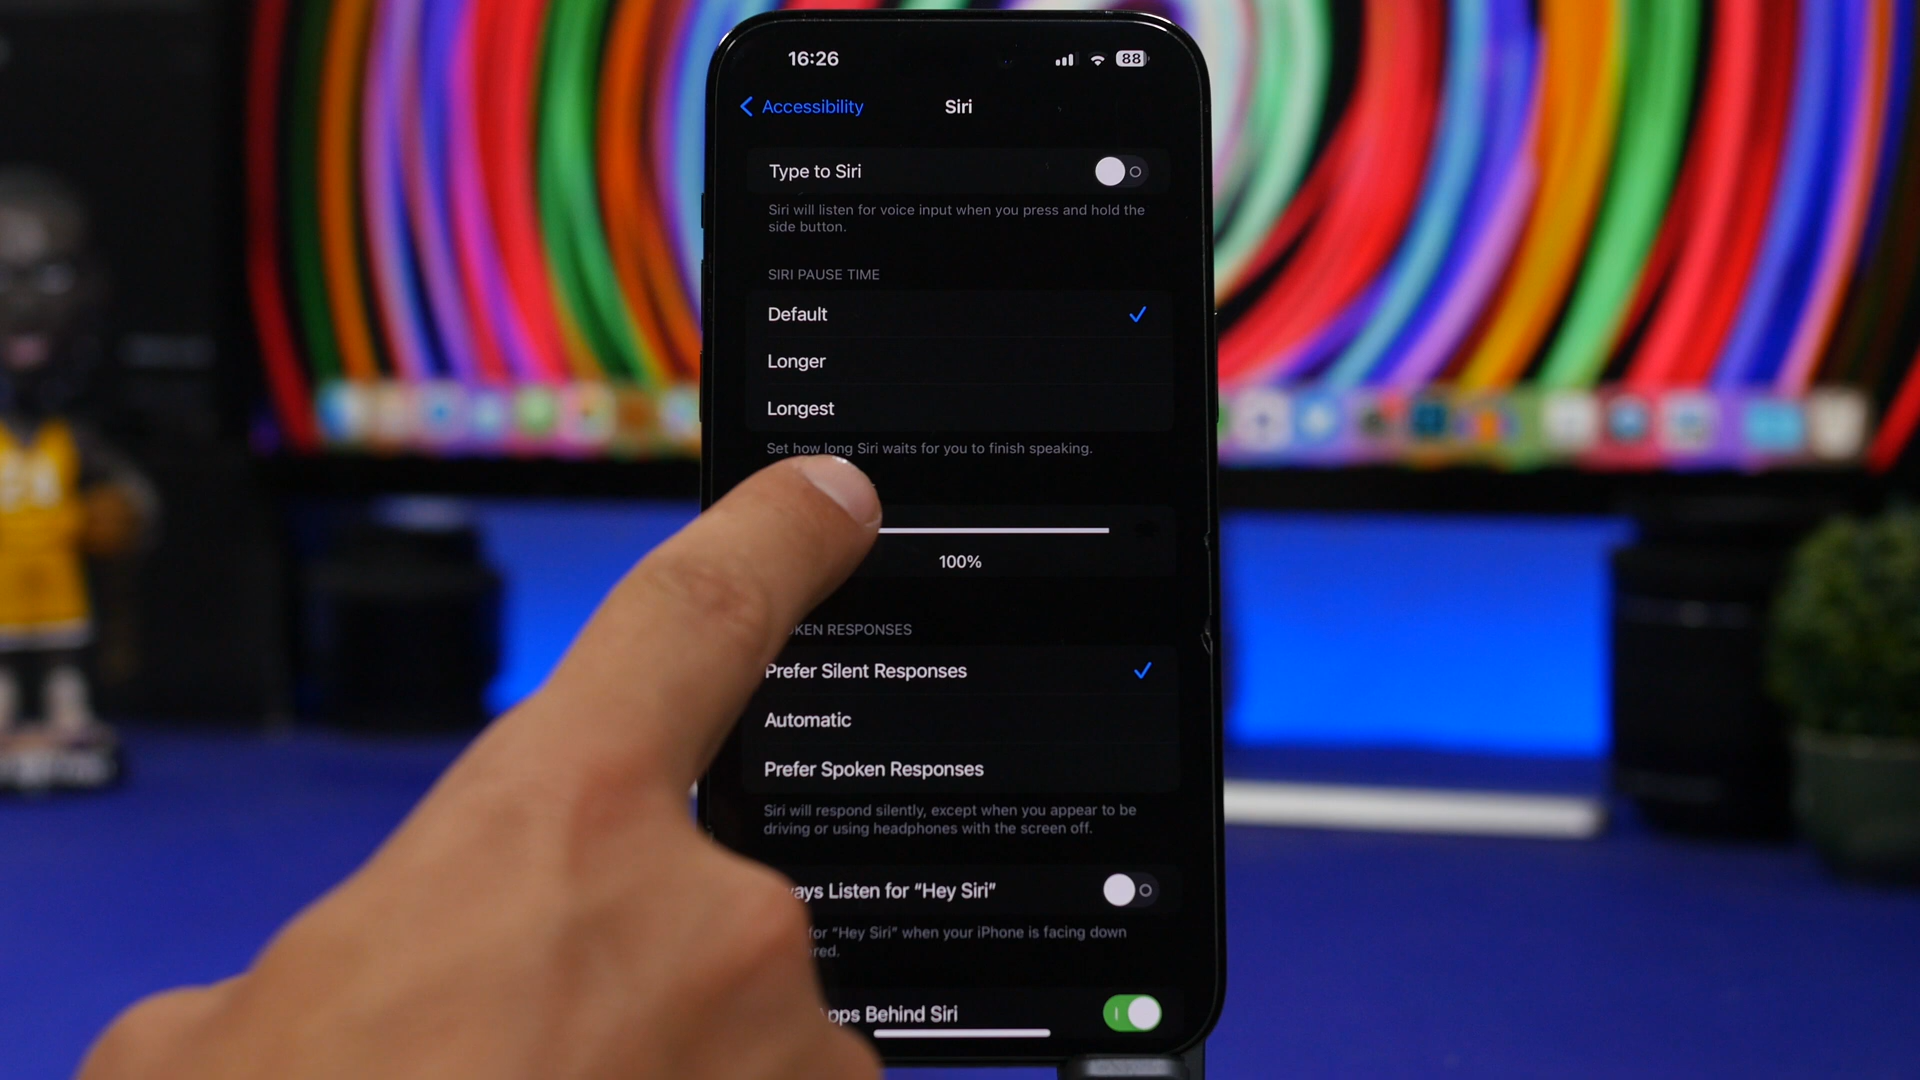 16:26
88
Accessibility
Siri
Type to Siri
Siri will listen for voice input when you press and hold the
side button.
SIRI PAUSE TIME
Default
Longer
Longest
Set how long Siri waits for you to finish speaking.
100%
KEN RESPONSES
Prefer Silent Responses
Automatic
Prefer Spoken Responses
Siri will respond silently, except when you appear to be
driving or using headphones with the screen off.
ays Listen for “Hey Siri”
for “Hey Siri” when your iPhone is facing down
red.
pps Behind Siri